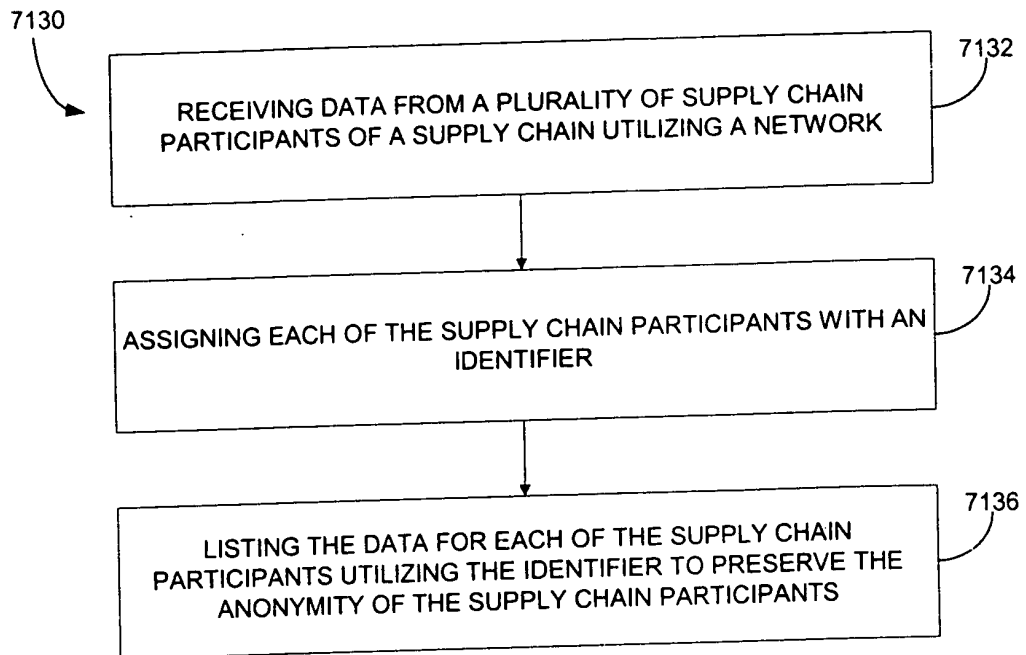 7130
7132
RECEIVING DATA FROM A PLURALITY OF SUPPLY CHAIN
PARTICIPANTS OF A SUPPLY CHAIN UTILIZING A NETWORK
7134
ASSIGNING EACH OF THE SUPPLY CHAIN PARTICIPANTS WITH AN
IDENTIFIER
7136
LISTING THE DATA FOR EACH OF THE SUPPLY CHAIN
PARTICIPANTS UTILIZING THE IDENTIFIER TO PRESERVE THE
ANONYMITY OF THE SUPPLY CHAIN PARTICIPANTS